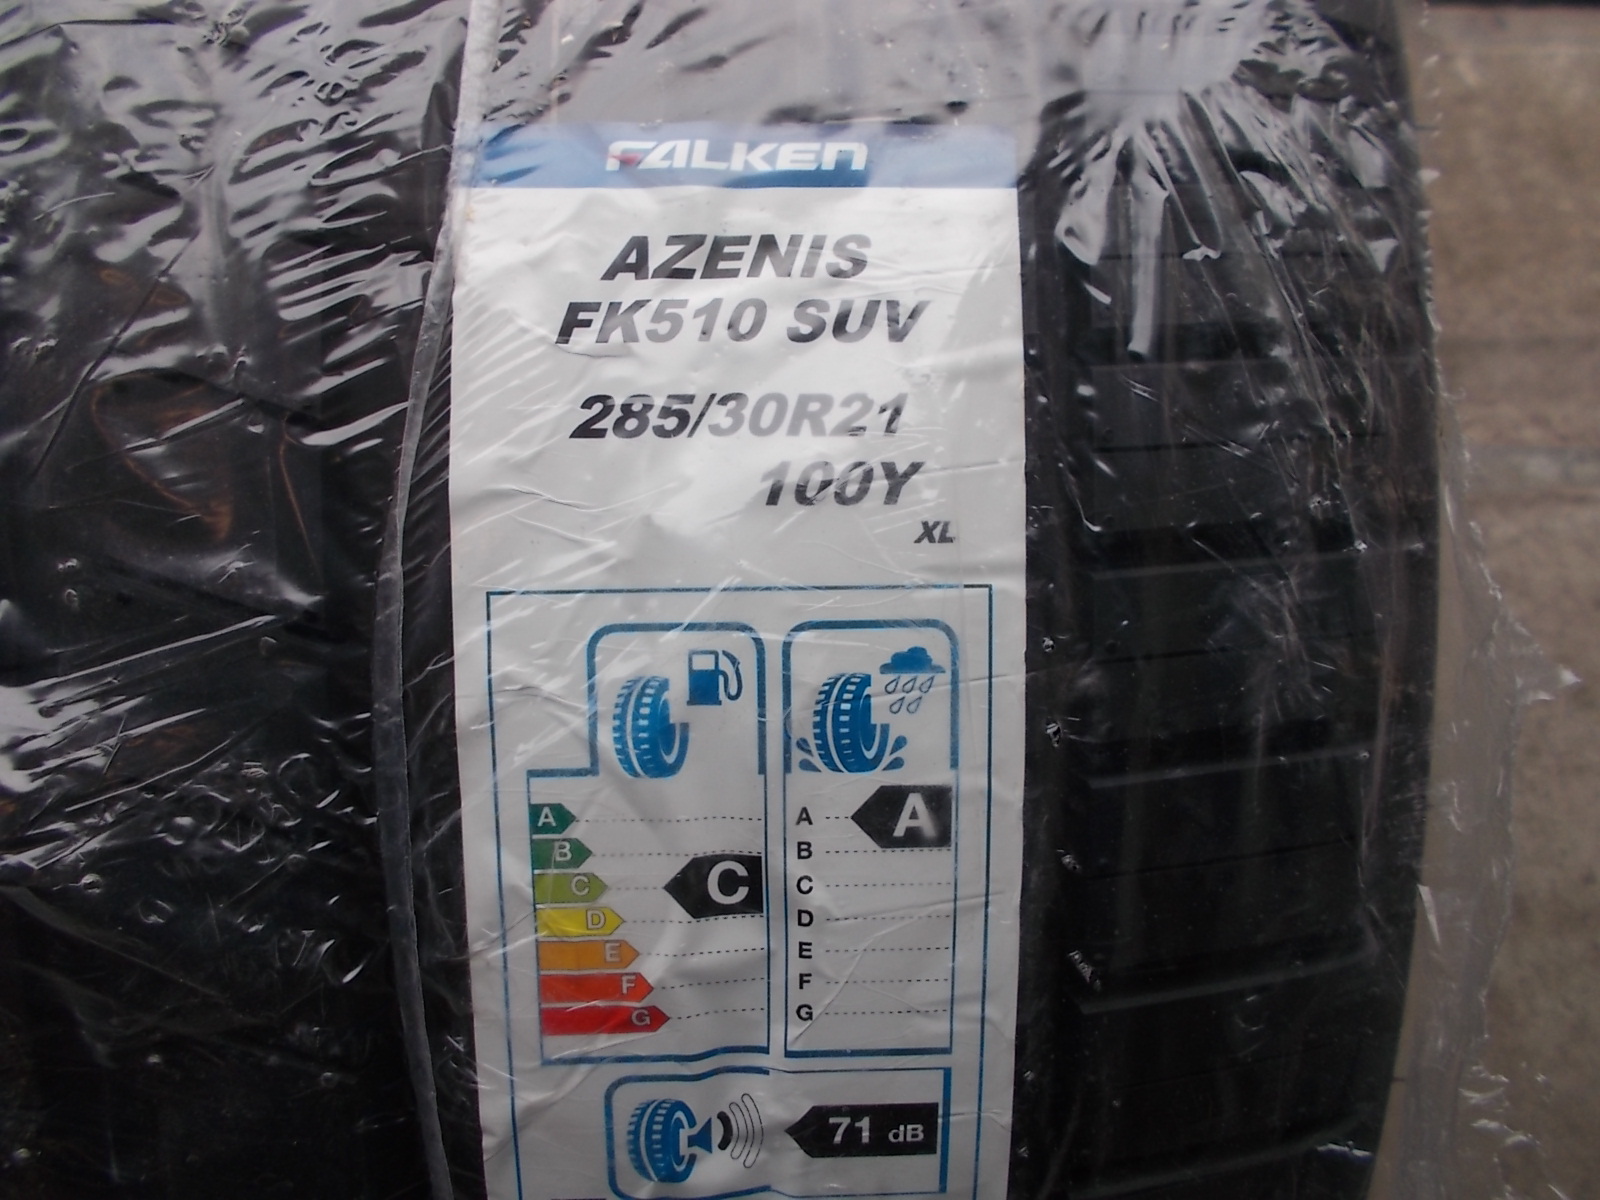 FALKEN
AZENIS
FK510 SUV
285/30R21
100Y
XL
A
B
C
D
E
F
G
C
A
B
C
D
E
F
G
A
71 dB